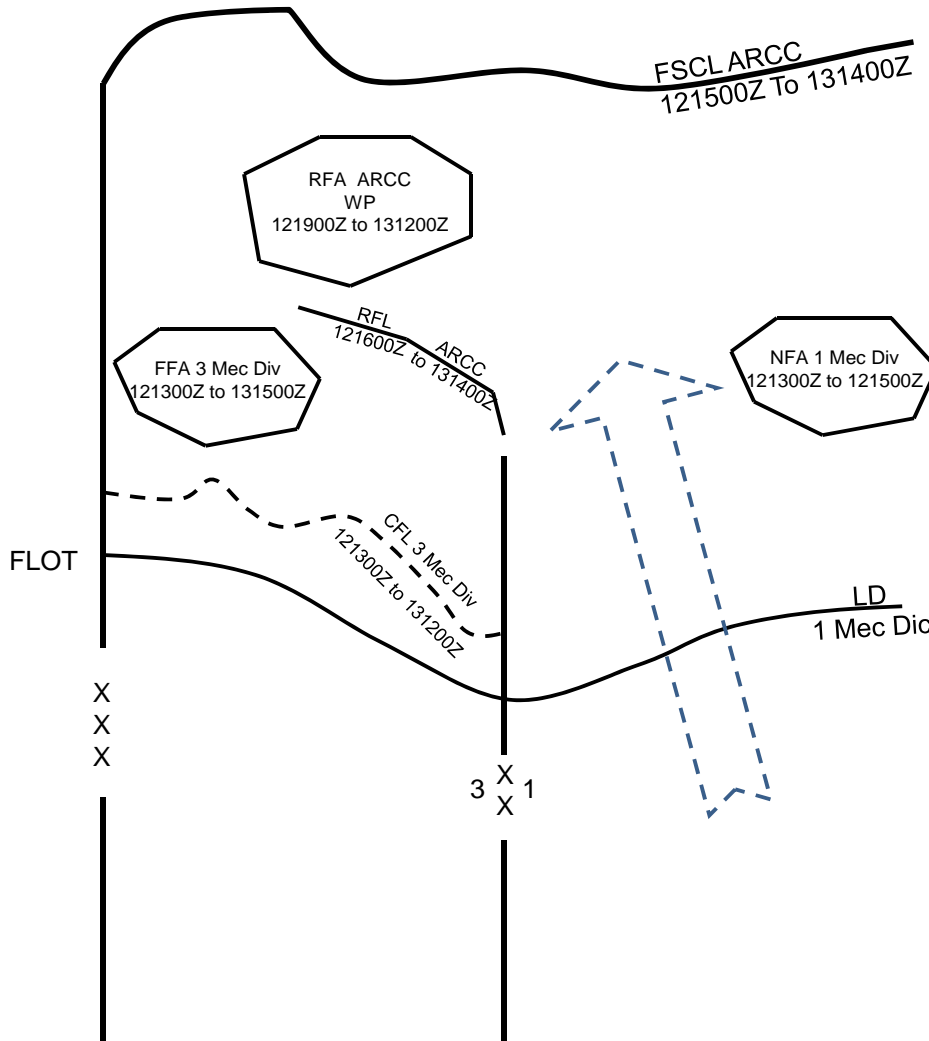 FSCL ARCC
121500Z To 131400Z
RFA ARCC
WP
121900Z to 131200Z
RFL ARCC
121600Z to 131400Z
FFA 3 Mec Div
121300Z to 131500Z
NFA 1 Mec Div
121300Z to 121500Z
CFL 3 Mec Div
121300Z to 131200Z
FLOT
LD
1 Mec Dic
X
X
X
3 X 1
X